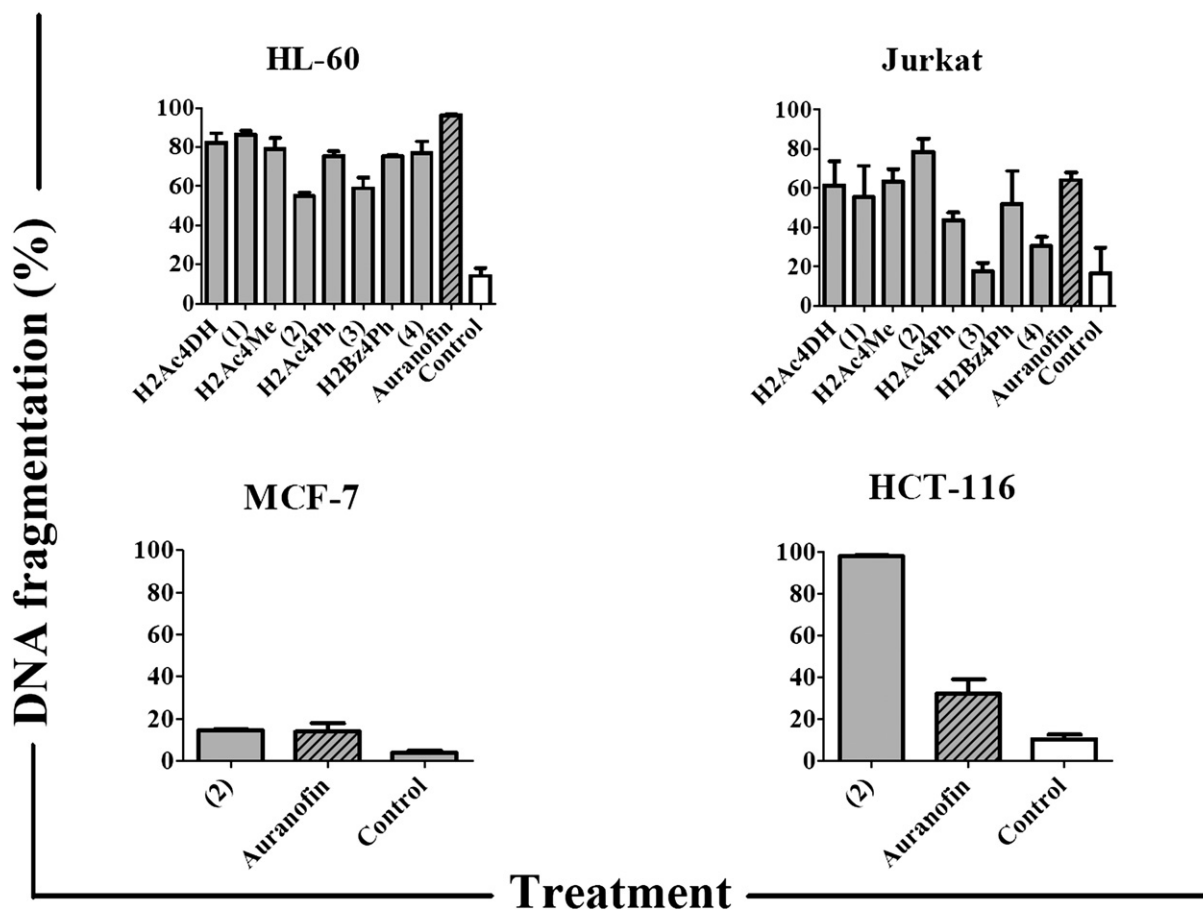 DNA fragmentation (%)
HL-60
100
80
60
40
20
0
H2Ac4DH
(1)
H2Ac4Me
(2)
H2Ac4Ph
(3)
H2Bz4Ph
(4)
Auranofin
Control
Jurkat
100
80
60
40
20
0
H2Ac4DH
(1)
H2Ac4Me
(2)
H2Ac4Ph
(3)
H2Bz4Ph
(4)
Auranofin
Control
MCF-7
100
80
60
40
20
0
(2)
Auranofin
Control
HCT-116
100
80
60
40
20
0
(2)
Auranofin
Control
Treatment